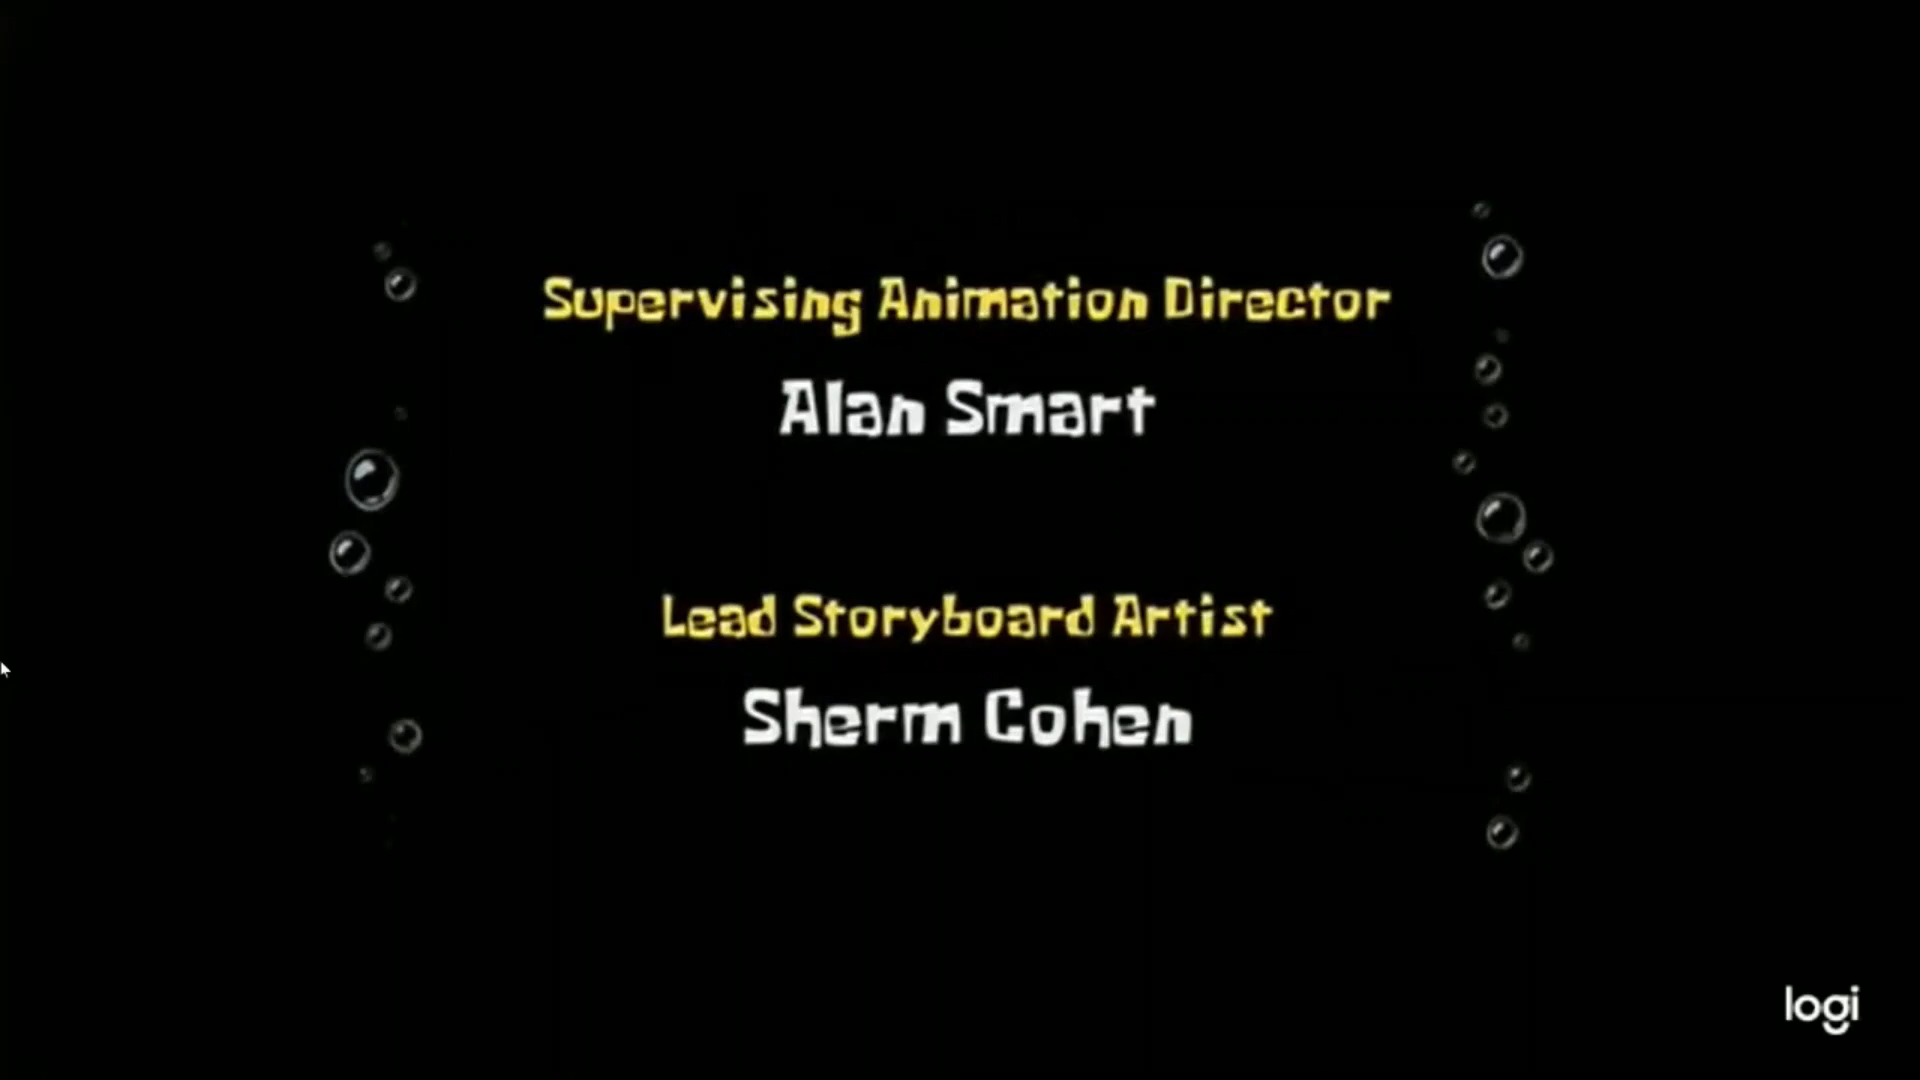 Supervising Animation Director
Alan Smart
Lead Storyboard Artist
Sherm Cohen
logi